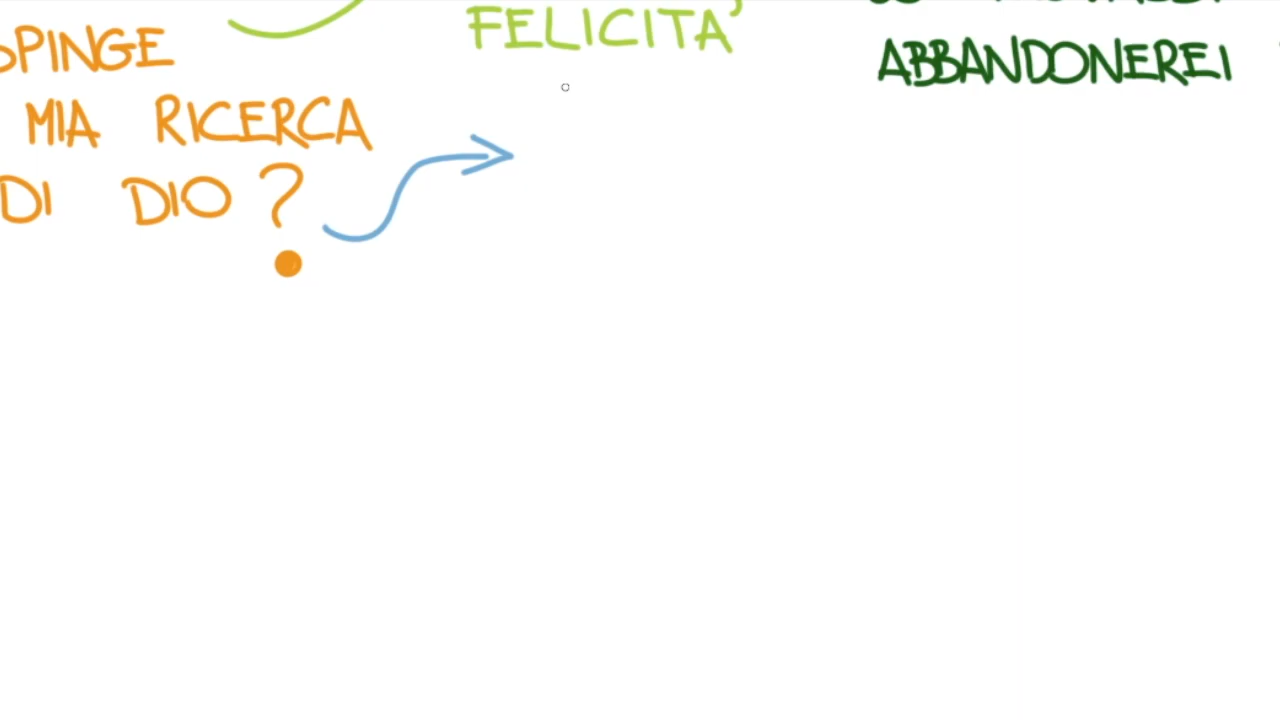 SPINGE
MIA RICERCA
DI DIO?
FELICITA'
ABBANDONEREI